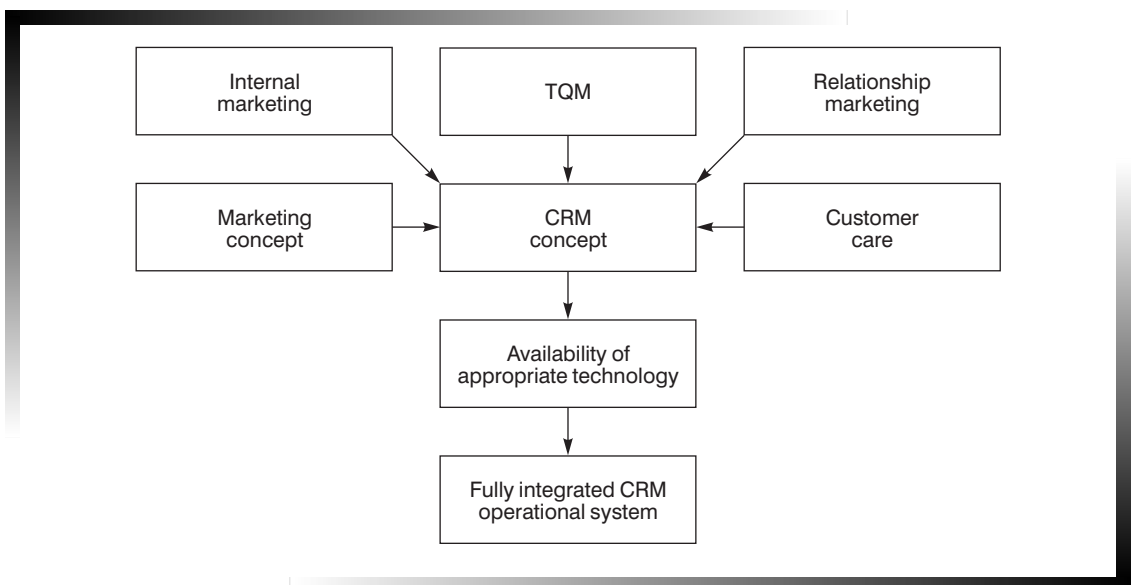 Internal
marketing
TQM
Relationship
marketing
Marketing
concept
CRM
concept
Customer
care
Availability of
appropriate technology
Fully integrated CRM
operational system